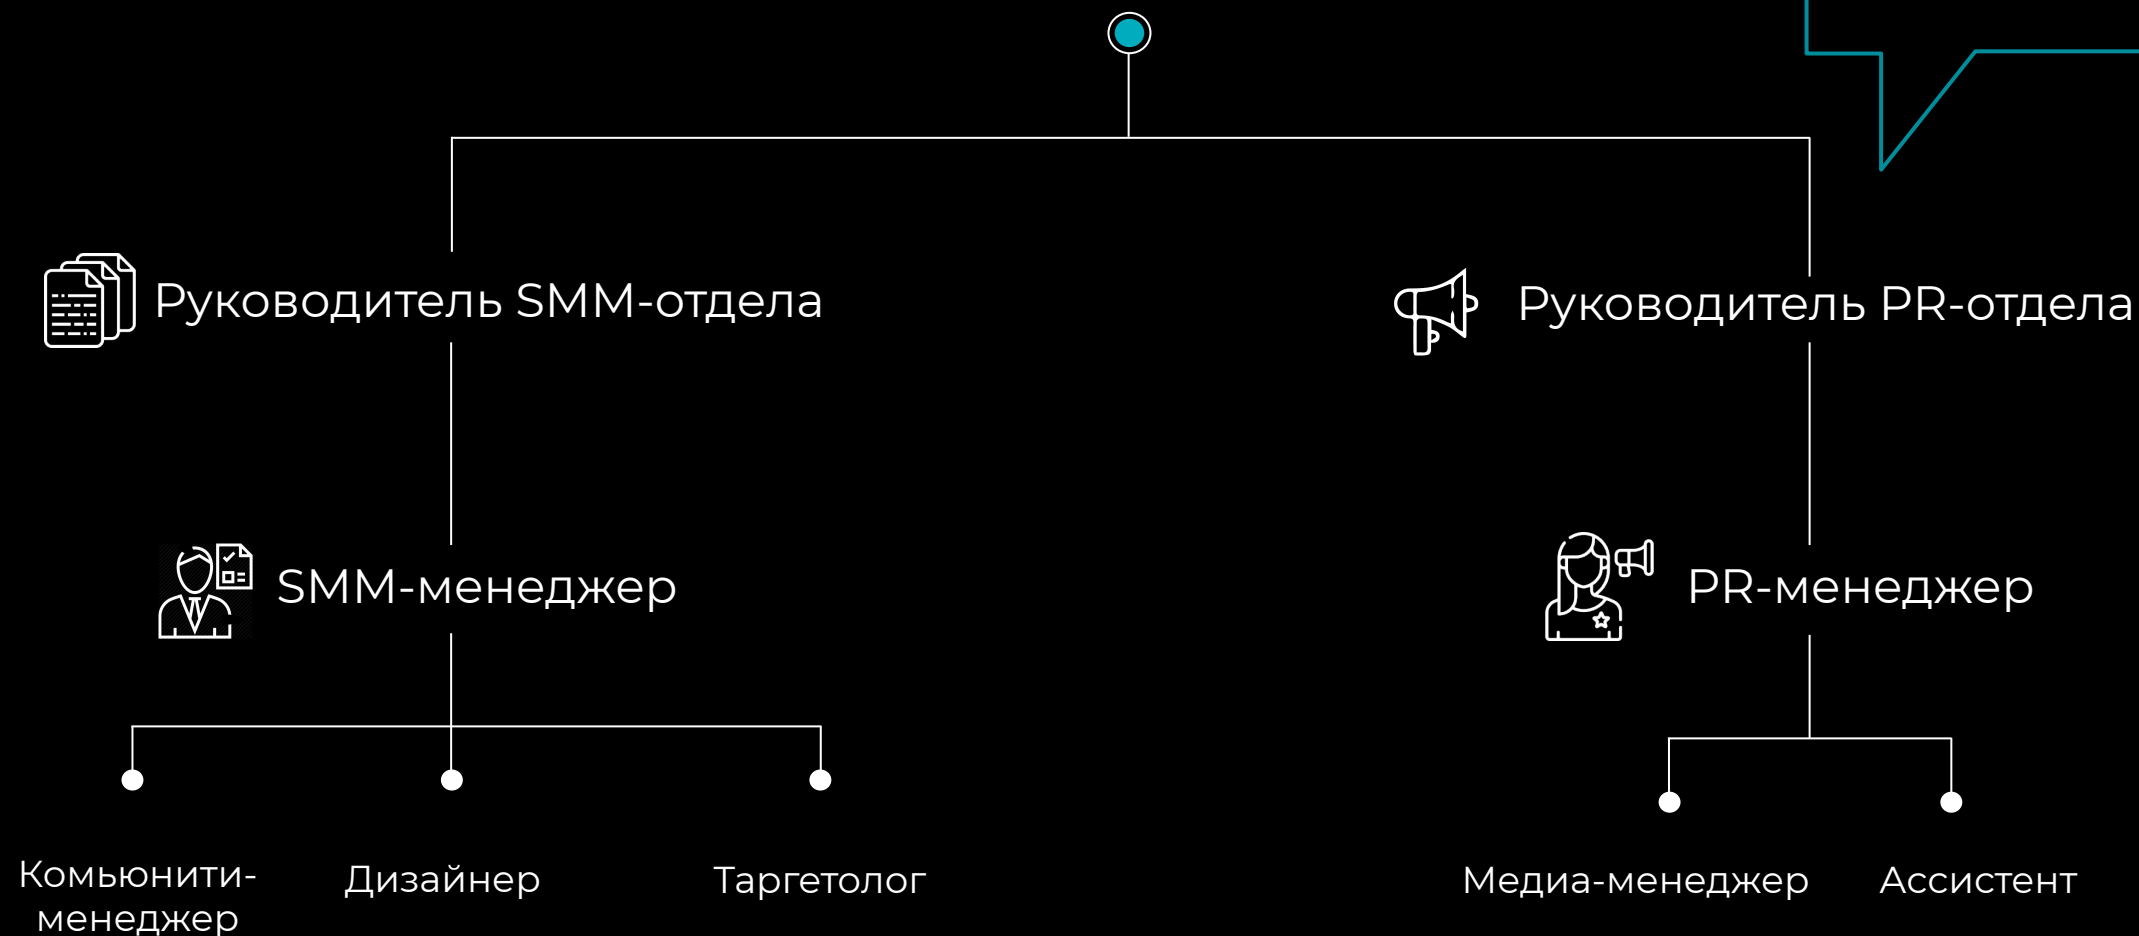 Руководитель SMM-отдела
Руководитель PR-отдела
SMM-менеджер
PR-менеджер
Комьюнити-
менеджер
Дизайнер
Таргетолог
Медиа-менеджер
Ассистент